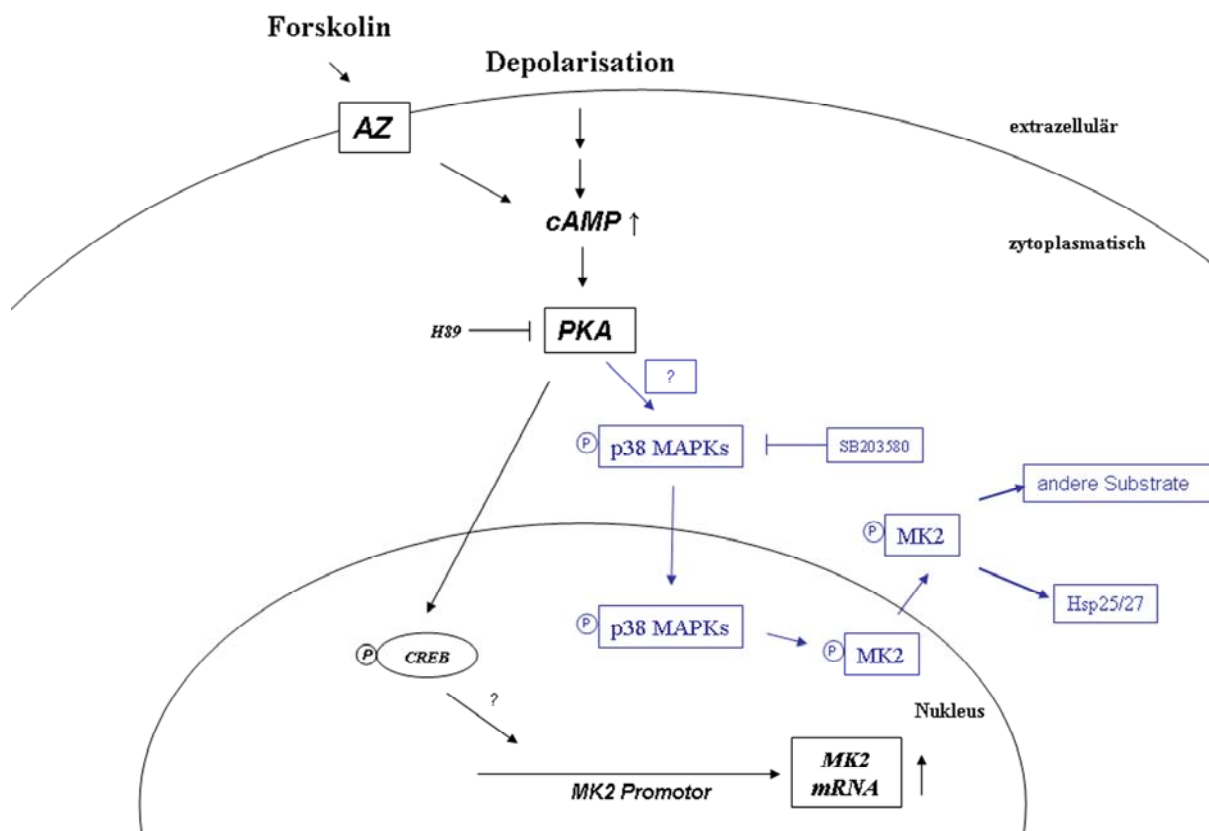 Forskolin
Depolarisation
AZ
extrazellulär
cAMP ↑
zytoplasmatisch
H89
PKA
?
P
p38 MAPKs
SB203580
andere Substrate
P
MK2
P
p38 MAPKs
Hsp25/27
P
MK2
P
CREB
?
Nukleus
MK2
mRNA
↑
MK2 Promotor